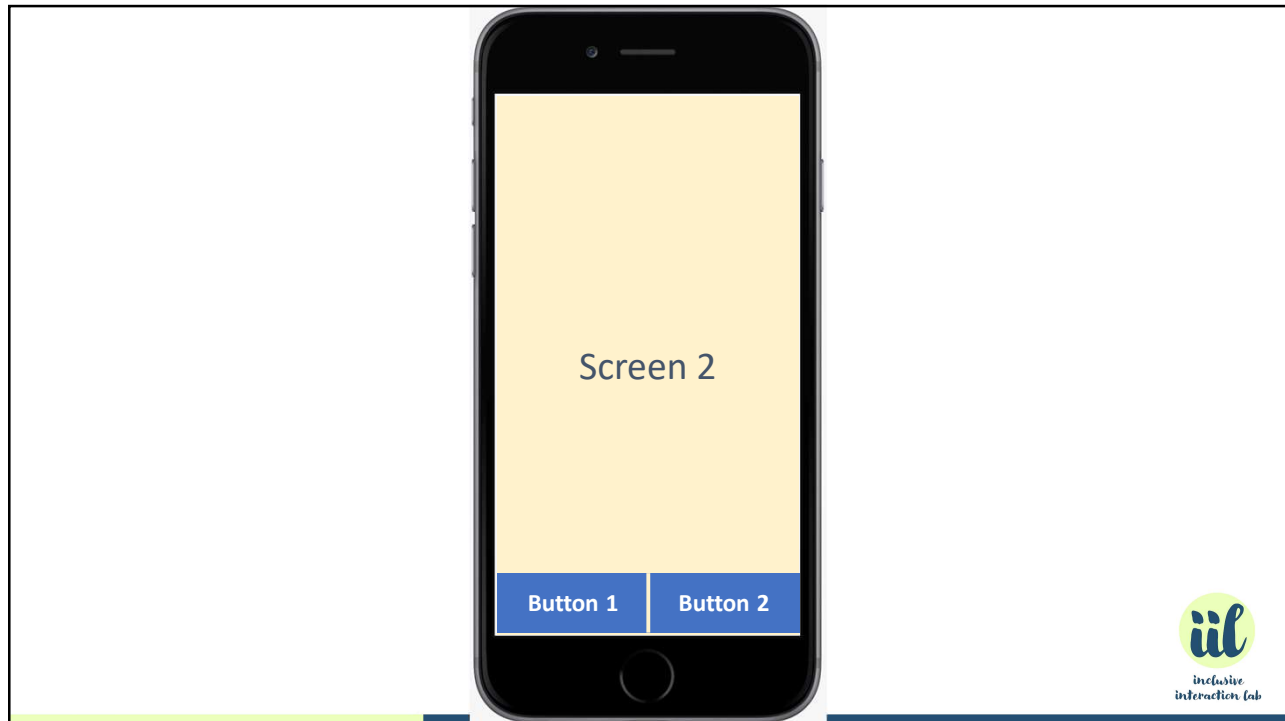 Screen 2
Button 1 Button 2
iil
inclusive
interaction lab